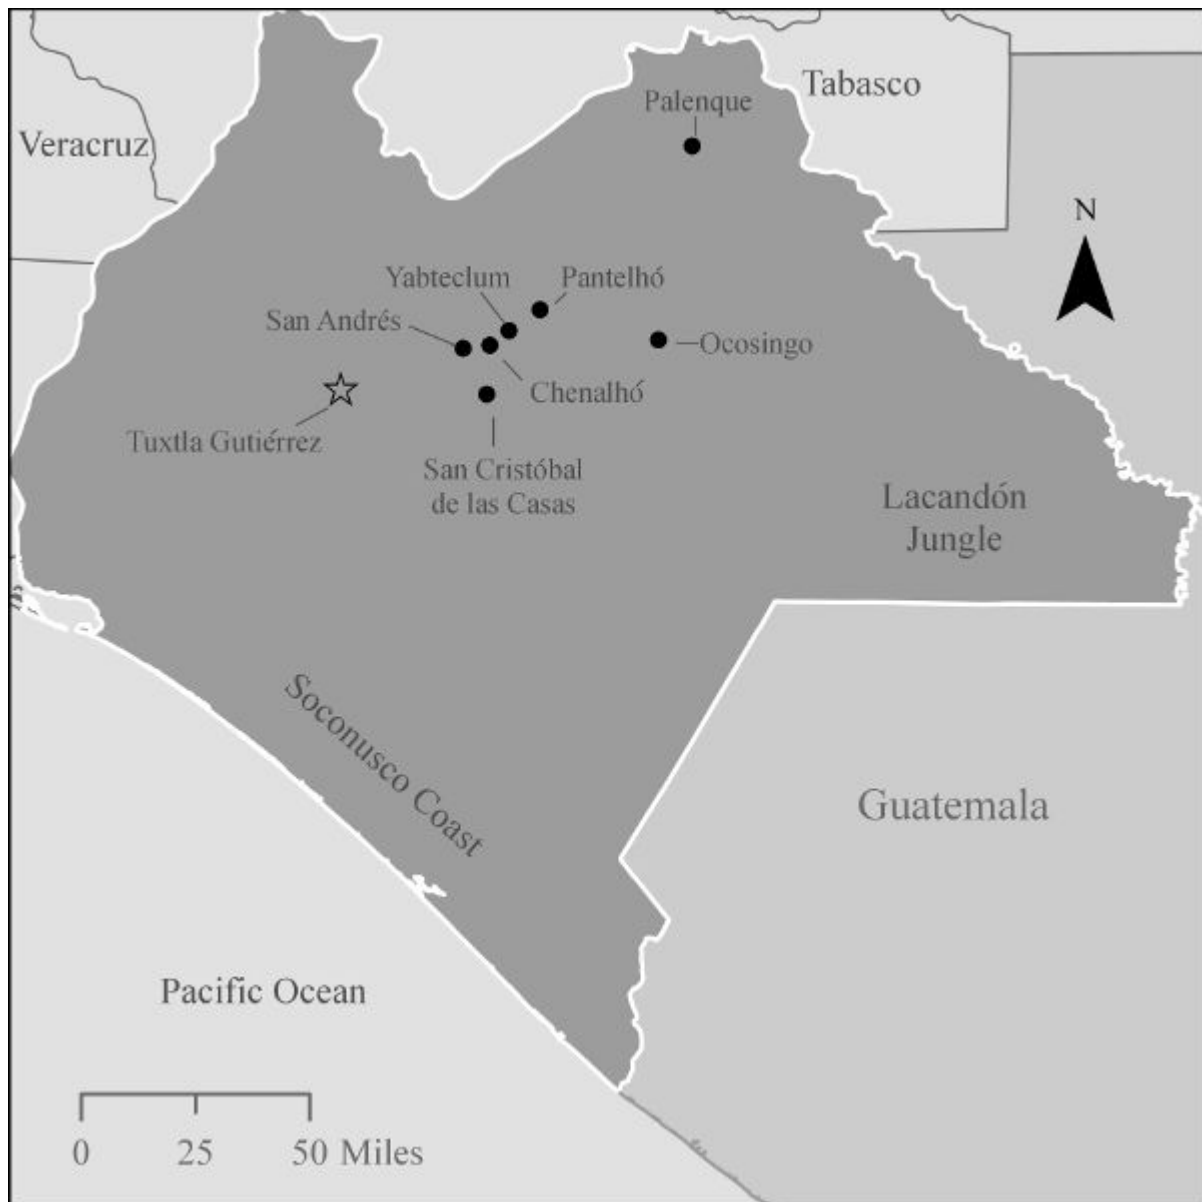 Tabasco
Palenque
Veracruz
N
Yabteclum
Pantelhó
San Andrés
Ocosingo
Chenalhó
Tuxtla Gutiérrez
San Cristóbal
de las Casas
Lacandón
Jungle
Soconusco Coast
Guatemala
Pacific Ocean
0 25 50 Miles